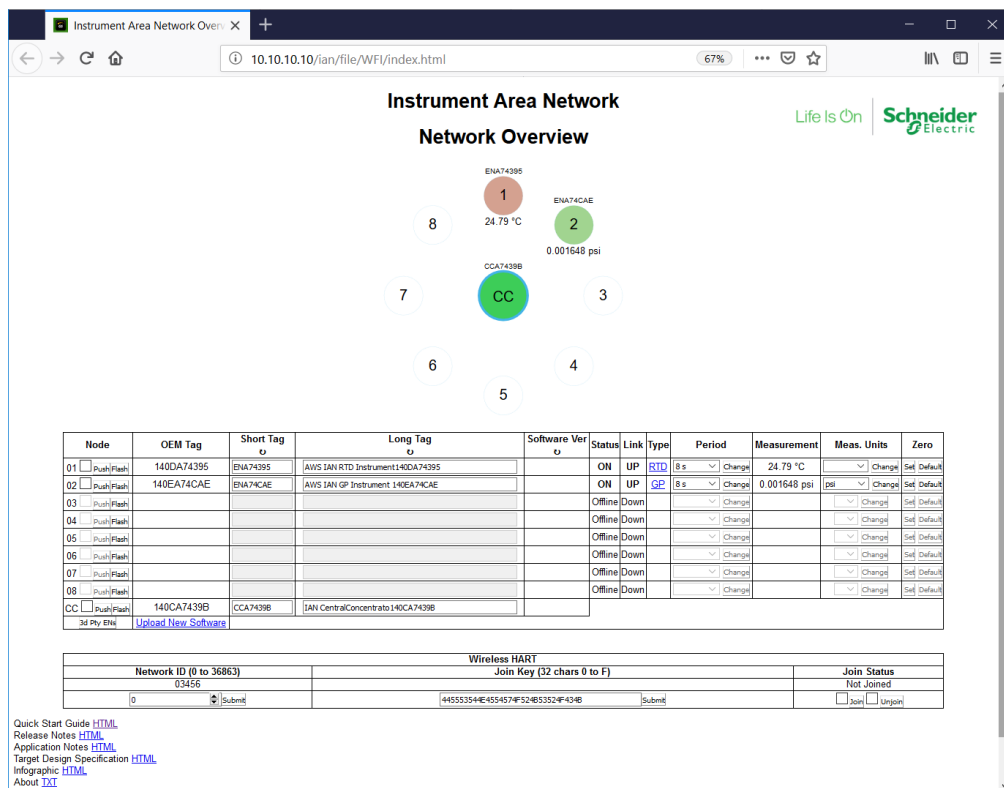 Instrument Area Network Over
10.10.10.10/ian/file/WFI/index.html
67%
Instrument Area Network
Network Overview
Life Is On
Schneider
Electric
ENA74395
1
24.79 °C
ENA74CAE
2
0.001648 psi
8
CCA7439B
CC
7
3
6
4
5
Node OEM Tag Short Tag Long Tag Software Ver Status Link Type Period Measurement Meas. Units Zero
01 Push Flash 140DA74395 ENA74395 AWS IAN RTD Instrument140DA74395 ON UP RTD 8 s Change 24.79 °C Change Set Default
02 Push Flash 140EA74CAE ENA74CAE AWS IAN GP Instrument 140EA74CAE ON UP GP 8 s Change 0.001648 psi psi Change Set Default
03 Push Flash Offline Down Change Change Set Default
04 Push Flash Offline Down Change Change Set Default
05 Push Flash Offline Down Change Change Set Default
06 Push Flash Offline Down Change Change Set Default
07 Push Flash Offline Down Change Change Set Default
08 Push Flash Offline Down Change Change Set Default
CC Push Flash 140CA7439B CCA7439B IAN CentralConcentrato140CA7439B
3d Pty ENs Upload New Software
Wireless HART
Network ID (0 to 36863) Join Key (32 chars 0 to F) Join Status
03456 Not Joined
0 Submit 445553544E4554574F524B53524F434B Submit Join Unjoin
Quick Start Guide HTML
Release Notes HTML
Application Notes HTML
Target Design Specification HTML
Infographic HTML
About TXT